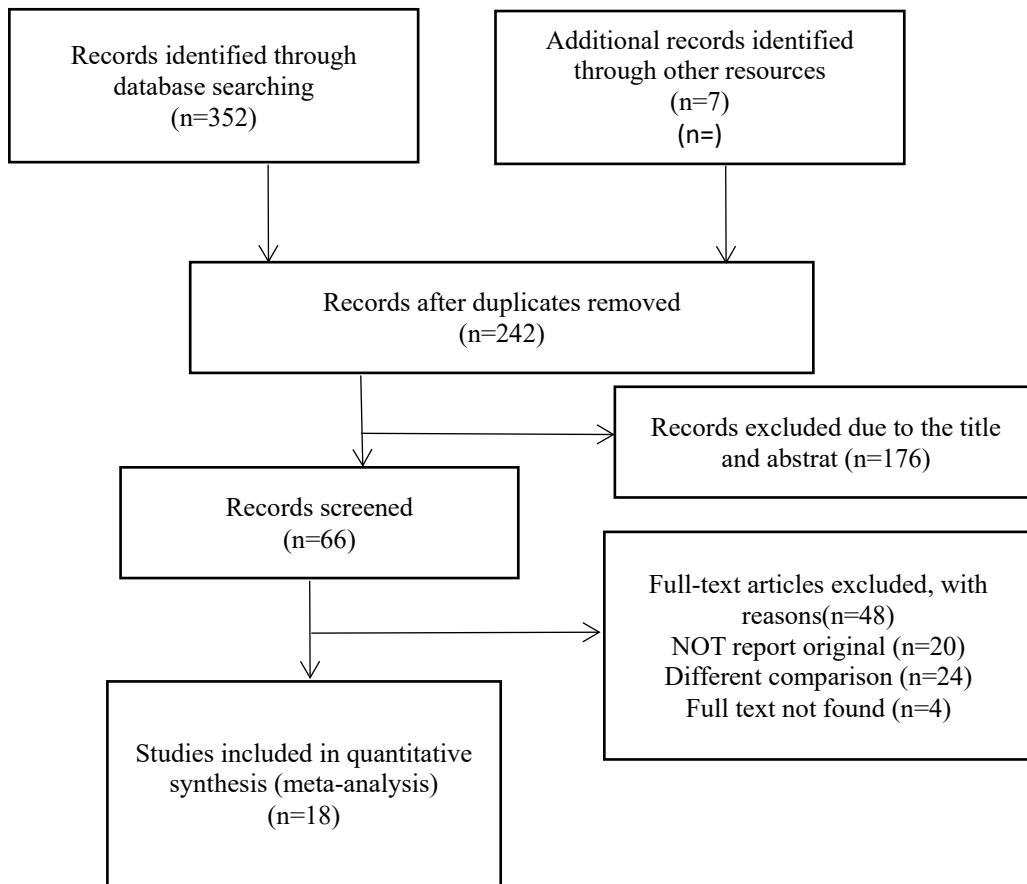 Records identified through
database searching
(n=352)
Additional records identified
through other resources
(n=7)
(n=)
Records after duplicates removed
(n=242)
Records excluded due to the title
and abstrat (n=176)
Records screened
(n=66)
Full-text articles excluded, with
reasons(n=48)
NOT report original (n=20)
Different comparison (n=24)
Full text not found (n=4)
Studies included in quantitative
synthesis (meta-analysis)
(n=18)